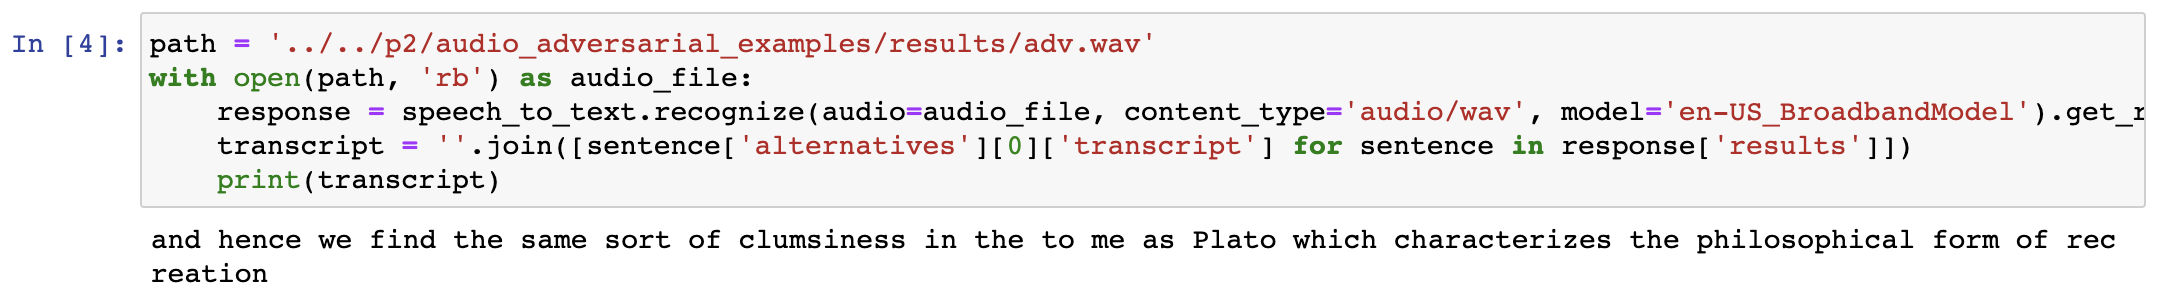 In [4]: path = '../../p2/audio_adversarial_examples/results/adv.wav'
with open(path, 'rb') as audio_file:
    response = speech_to_text.recognize(audio=audio_file, content_type='audio/wav', model='en-US_BroadbandModel').get_r
    transcript = ''.join([sentence['alternatives'][0]['transcript'] for sentence in response['results']])
    print(transcript)
and hence we find the same sort of clumsiness in the to me as Plato which characterizes the philosophical form of rec
reation